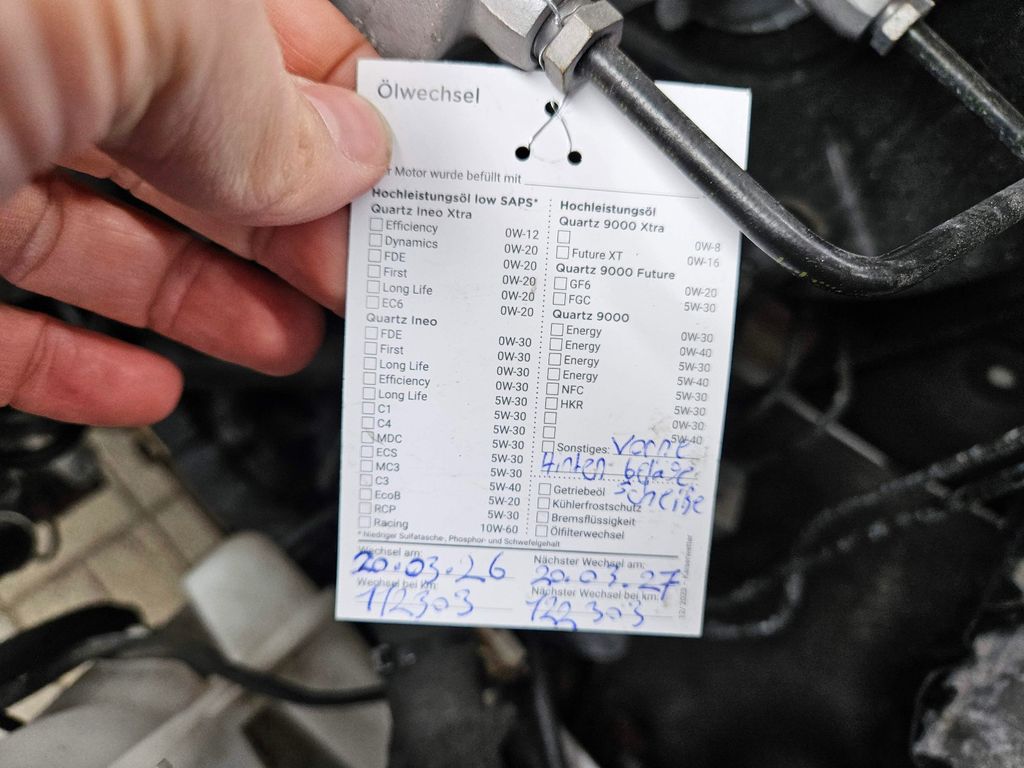 Ölwechsel
r Motor wurde befüllt mit
Hochleistungsöl low SAPS*
Quartz Ineo Xtra
Efficiency 0W-12
Dynamics 0W-20
FDE 0W-20
First 0W-20
Long Life 0W-20
EC6 0W-20
Quartz Ineo
FDE 0W-30
First 0W-30
Long Life 0W-30
Efficiency 0W-30
Long Life 5W-30
C1 5W-30
C4 5W-30
MDC 5W-30
ECS 5W-30
MC3 5W-30
C3 5W-40
EcoB 5W-20
RCP 5W-30
Racing 10W-60
* Niedriger Sulfatasche-, Phosphor- und Schwefelgehalt
Hochleistungsöl
Quartz 9000 Xtra
0W-8
Future XT 0W-16
Quartz 9000 Future
GF6 0W-20
FGC 5W-30
Quartz 9000
Energy 0W-30
Energy 0W-40
Energy 5W-30
Energy 5W-40
NFC 5W-30
HKR 5W-30
0W-30
5W-40
Sonstiges: Vorne
Hinten beläge
Scheiße
Getriebeöl
Kühlerfrostschutz
Bremsflüssigkeit
Ölfilterwechsel
Wechsel am: 20.03.26
Nächster Wechsel am: 20.03.27
Wechsel bei km: 112303
Nächster Wechsel bei km: 122303